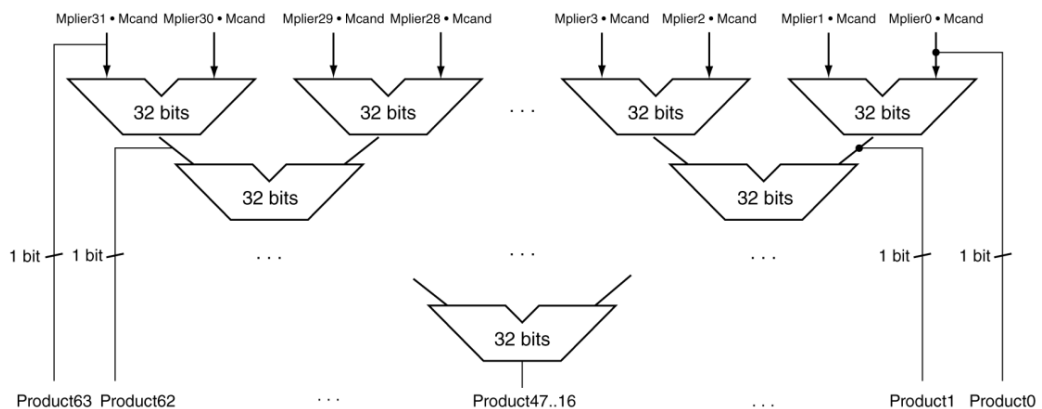 Mplier31 • Mcand Mplier30 • Mcand Mplier29 • Mcand Mplier28 • Mcand Mplier3 • Mcand Mplier2 • Mcand Mplier1 • Mcand Mplier0 • Mcand
32 bits 32 bits . . . 32 bits 32 bits
32 bits 32 bits
1 bit 1 bit . . . . . . . . . 1 bit 1 bit
32 bits
Product63 Product62 . . . Product47..16 . . . Product1 Product0